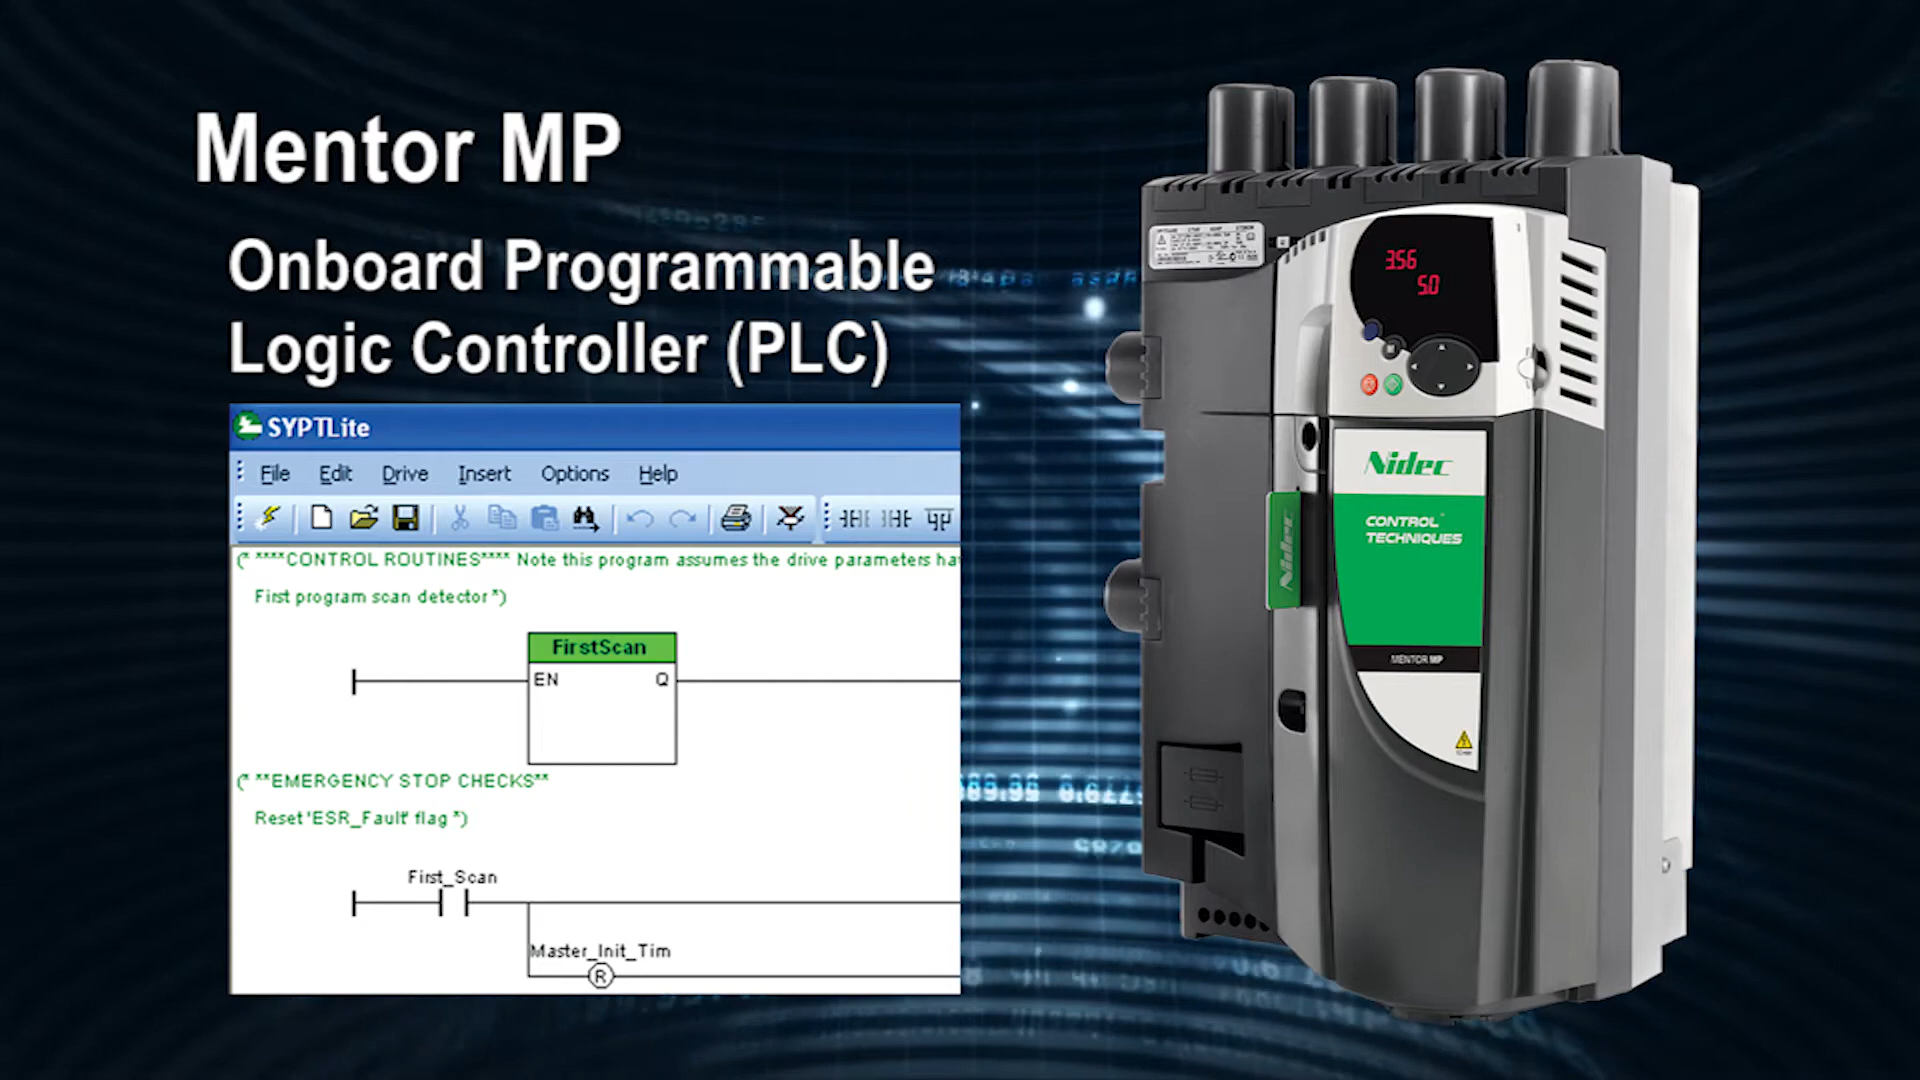 Mentor MP
Onboard Programmable
Logic Controller (PLC)
SYPTLite
File Edit Drive Insert Options Help
(* ****CONTROL ROUTINES**** Note this program assumes the drive parameters ha
First program scan detector *)
FirstScan
EN Q
(* **EMERGENCY STOP CHECKS**
Reset 'ESR_Fault' flag *)
First_Scan
Master_Init_Tim
R
356
5.0
Nidec
CONTROL
TECHNIQUES
Nidec
MENTOR MP